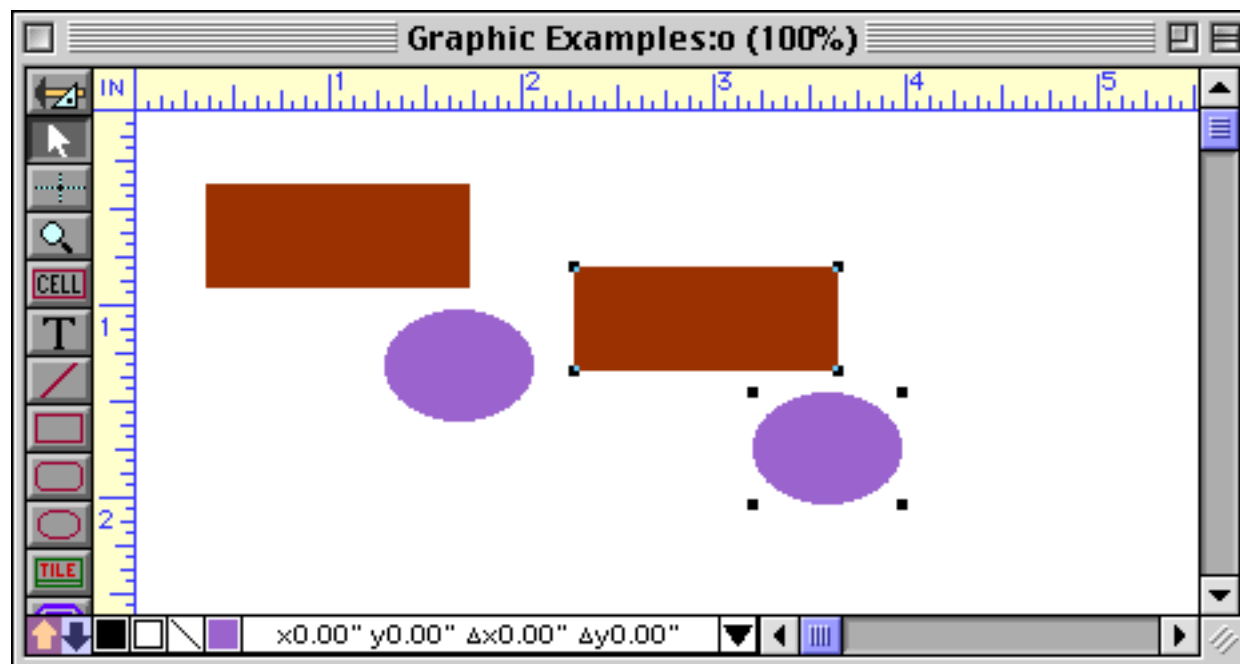 Graphic Examples:o (100%)
IN 1 2 3 4 5
CELL
T
1
2
TILE
x0.00" y0.00" Δx0.00" Δy0.00"